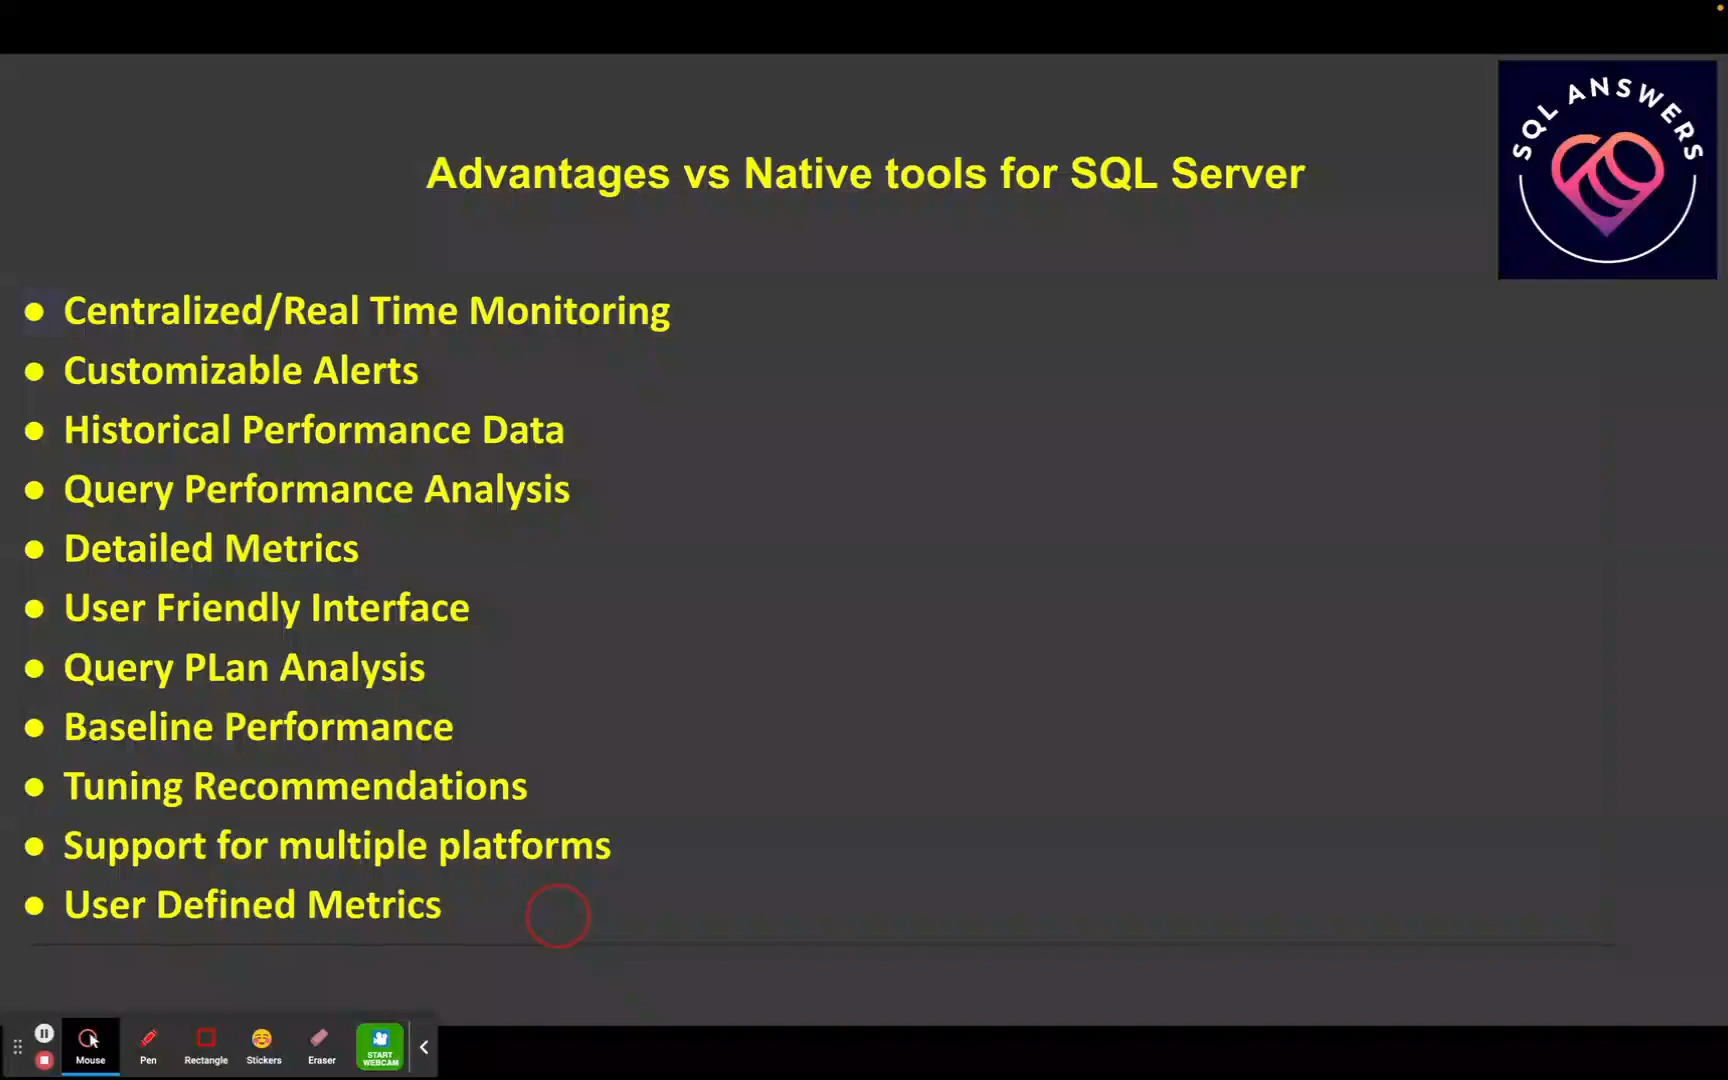 SQL ANSWERS
Advantages vs Native tools for SQL Server
● Centralized/Real Time Monitoring
● Customizable Alerts
● Historical Performance Data
● Query Performance Analysis
● Detailed Metrics
● User Friendly Interface
● Query PLan Analysis
● Baseline Performance
● Tuning Recommendations
● Support for multiple platforms
● User Defined Metrics
Mouse
Pen
Rectangle
Stickers
Eraser
START
WEBCAM